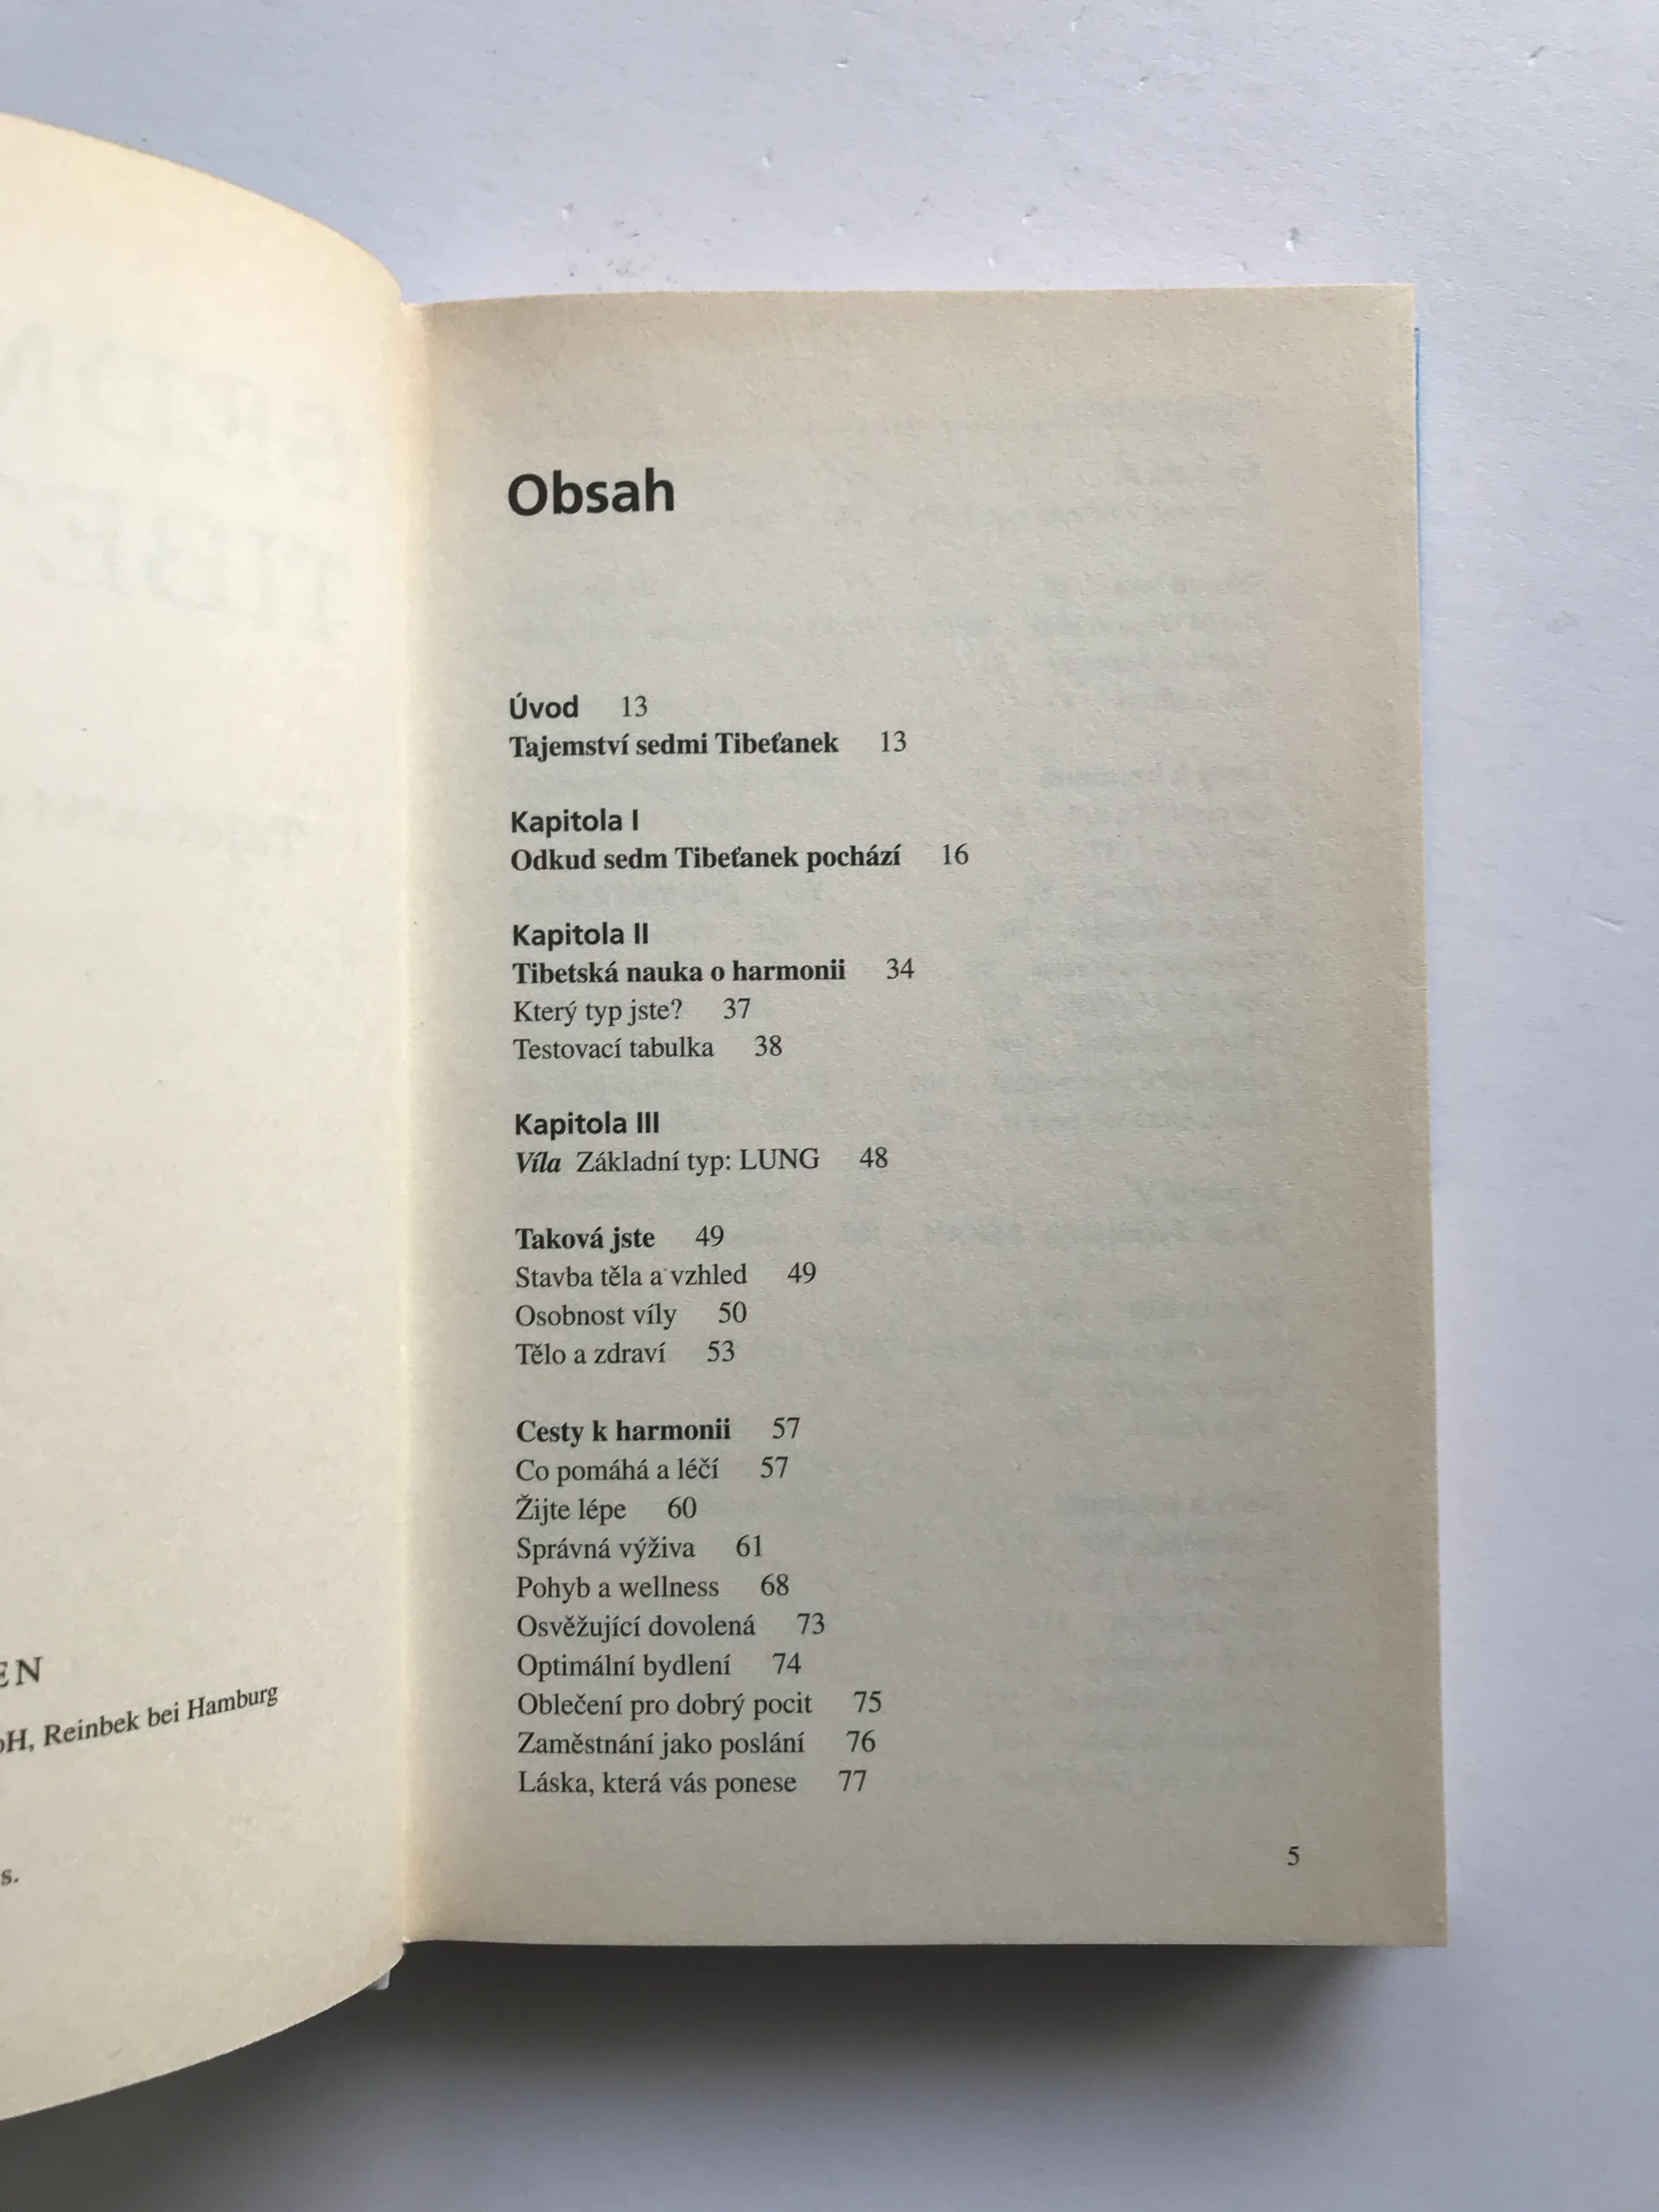 EN
bH, Reinbek bei Hamburg
s.
Obsah
Úvod 13
Tajemství sedmi Tibeťanek 13
Kapitola I
Odkud sedm Tibeťanek pochází 16
Kapitola II
Tibetská nauka o harmonii 34
Který typ jste? 37
Testovací tabulka 38
Kapitola III
Víla Základní typ: LUNG 48
Taková jste 49
Stavba těla a vzhled 49
Osobnost víly 50
Tělo a zdraví 53
Cesty k harmonii 57
Co pomáhá a léčí 57
Žijte lépe 60
Správná výživa 61
Pohyb a wellness 68
Osvěžující dovolená 73
Optimální bydlení 74
Oblečení pro dobrý pocit 75
Zaměstnání jako poslání 76
Láska, která vás ponese 77
5